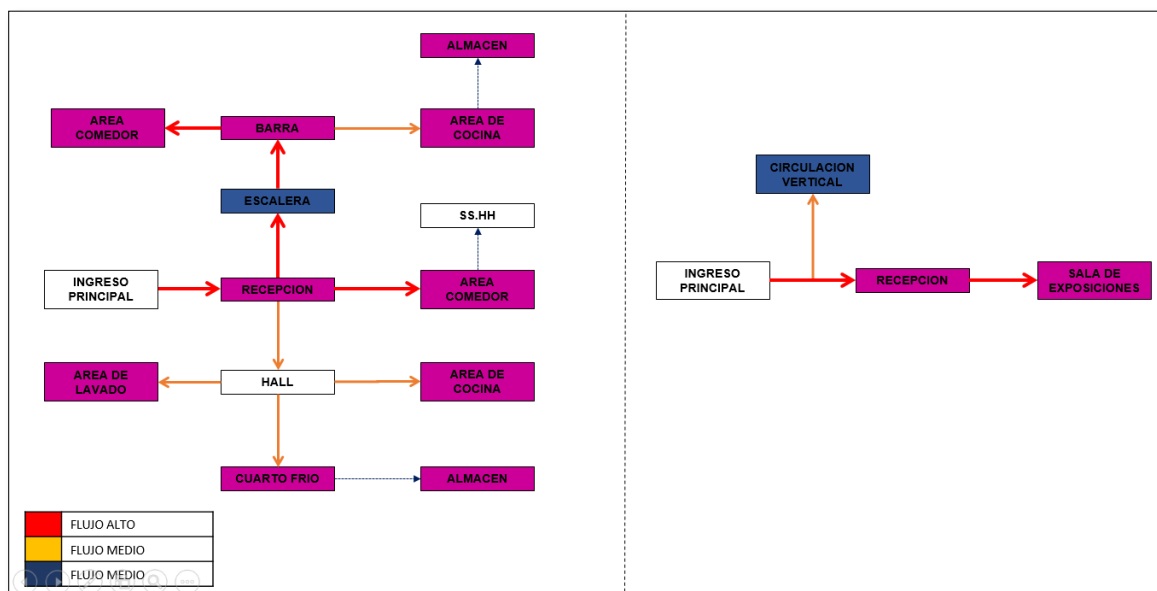 ALMACEN
AREA
COMEDOR
BARRA
AREA DE
COCINA
ESCALERA
SS.HH
INGRESO
PRINCIPAL
RECEPCION
AREA
COMEDOR
AREA DE
LAVADO
HALL
AREA DE
COCINA
CUARTO FRIO
ALMACEN
FLUJO ALTO
FLUJO MEDIO
FLUJO MEDIO
CIRCULACION
VERTICAL
INGRESO
PRINCIPAL
RECEPCION
SALA DE
EXPOSICIONES